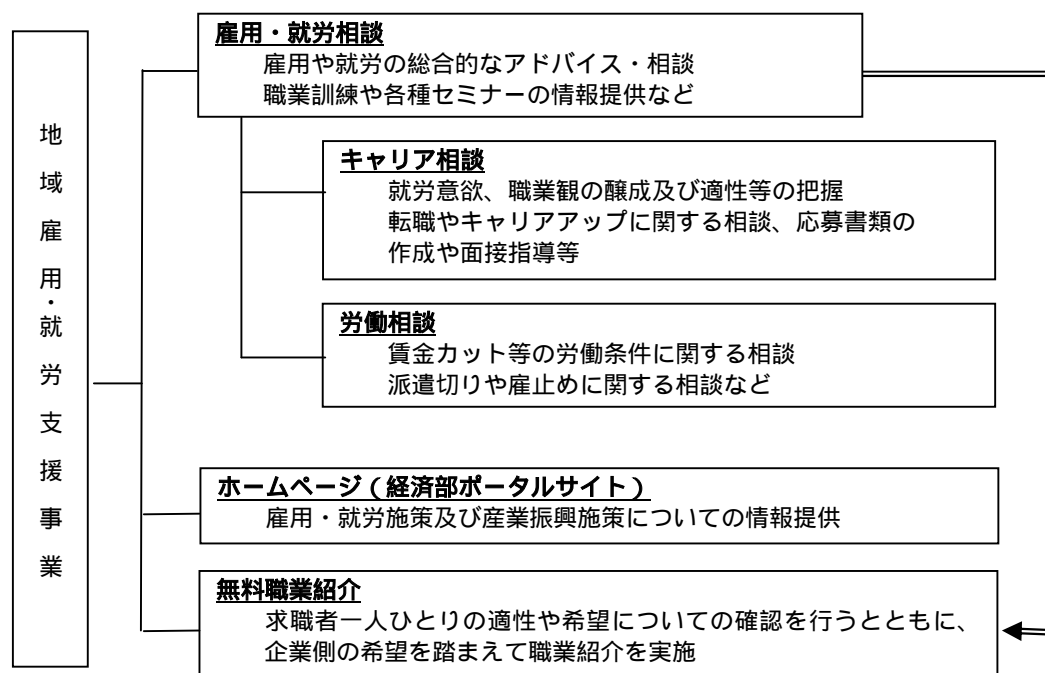 地域雇用・就労支援事業
雇用・就労相談
雇用や就労の総合的なアドバイス・相談
職業訓練や各種セミナーの情報提供など
キャリア相談
就労意欲、職業観の醸成及び適性等の把握
転職やキャリアアップに関する相談、応募書類の
作成や面接指導等
労働相談
賃金カット等の労働条件に関する相談
派遣切りや雇止めに関する相談など
ホームページ（経済部ポータルサイト）
雇用・就労施策及び産業振興施策についての情報提供
無料職業紹介
求職者一人ひとりの適性や希望についての確認を行うとともに、
企業側の希望を踏まえて職業紹介を実施